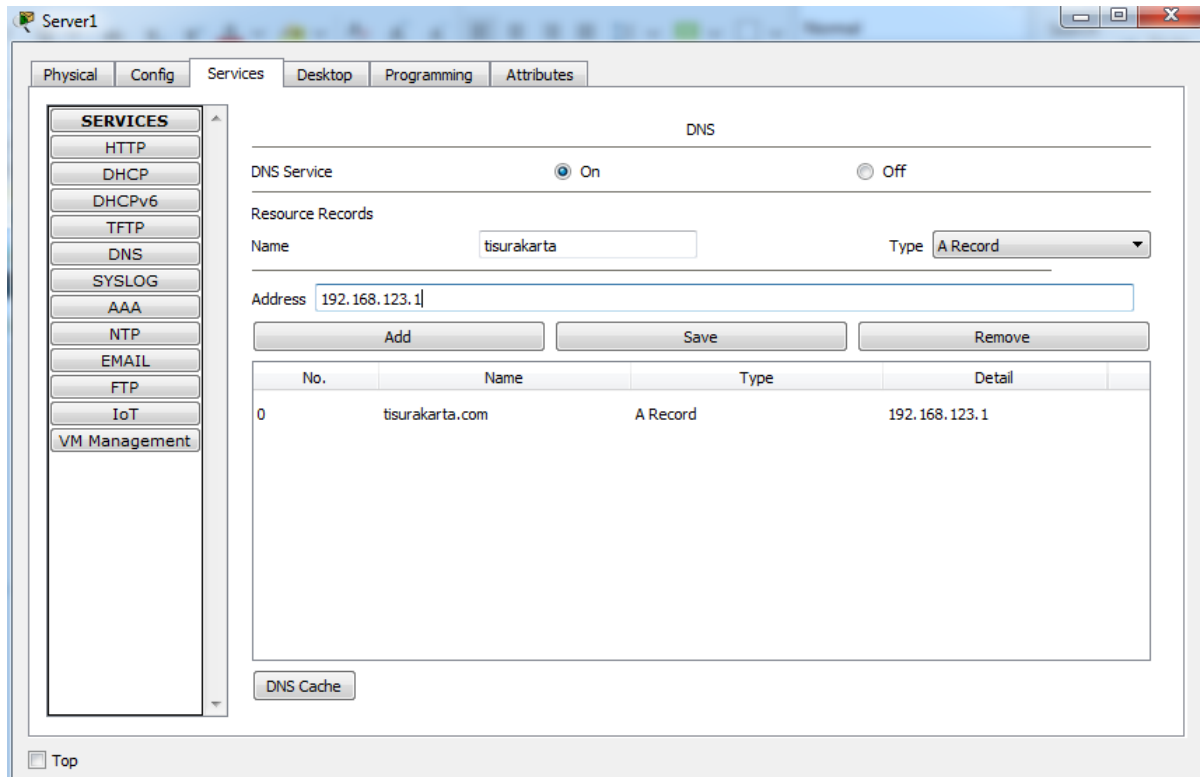 Server1
Physical Config Services Desktop Programming Attributes
SERVICES
HTTP
DHCP
DHCPv6
TFTP
DNS
SYSLOG
AAA
NTP
EMAIL
FTP
IoT
VM Management
DNS
DNS Service On Off
Resource Records
Name tisurakarta Type A Record
Address 192.168.123.1
Add Save Remove
No. Name Type Detail
0 tisurakarta.com A Record 192.168.123.1
DNS Cache
Top